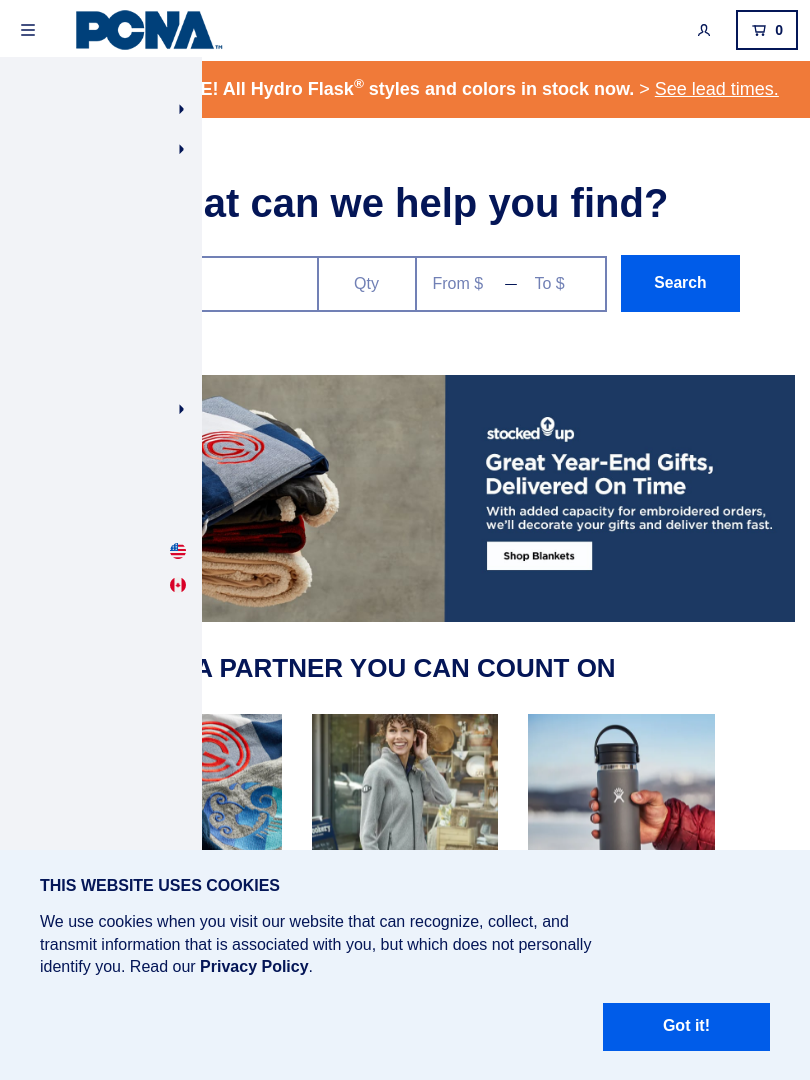 PCNA™
0
E! All Hydro Flask® styles and colors in stock now. > See lead times.
at can we help you find?
Qty
From $ — To $
Search
stocked up
Great Year-End Gifts,
Delivered On Time
With added capacity for embroidered orders,
we'll decorate your gifts and deliver them fast.
Shop Blankets
A PARTNER YOU CAN COUNT ON
THIS WEBSITE USES COOKIES
We use cookies when you visit our website that can recognize, collect, and
transmit information that is associated with you, but which does not personally
identify you. Read our Privacy Policy.
Got it!